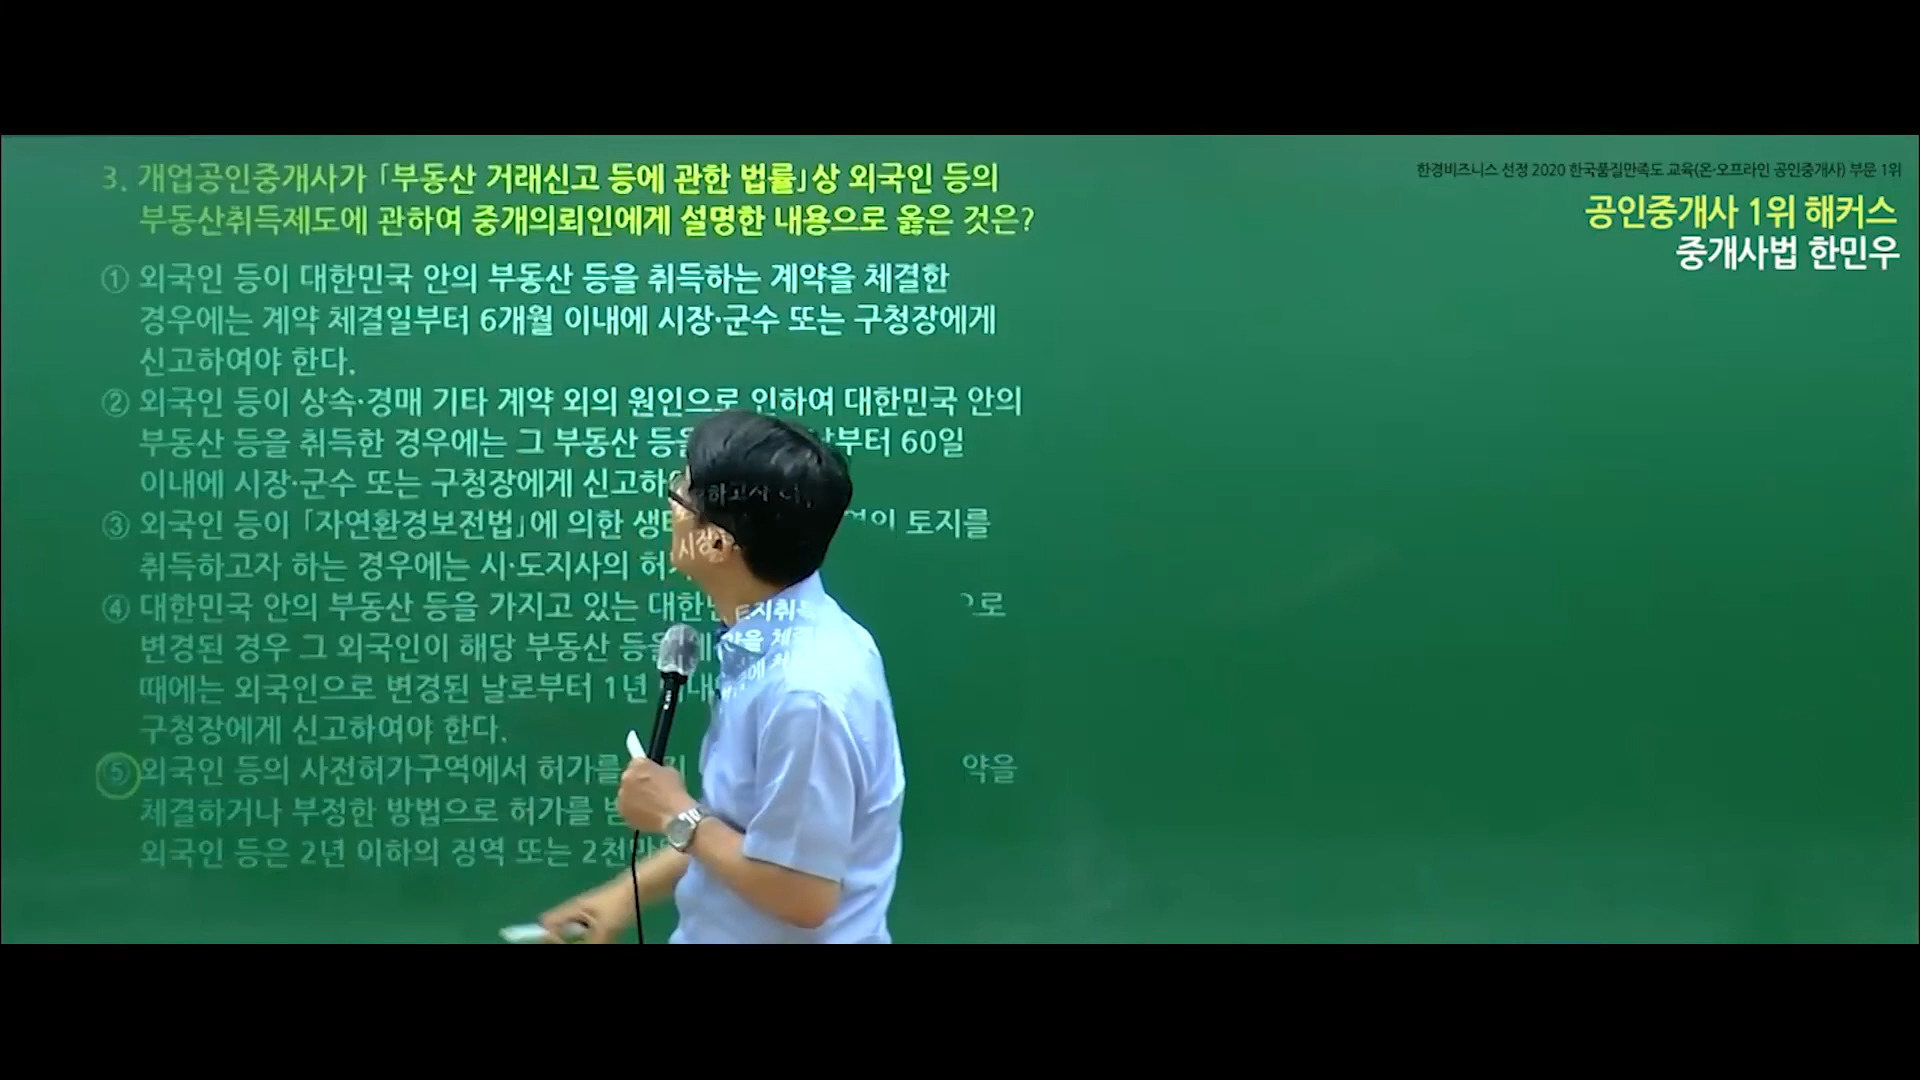 3. 개업공인중개사가 「부동산 거래신고 등에 관한 법률」상 외국인 등의
부동산취득제도에 관하여 중개의뢰인에게 설명한 내용으로 옳은 것은?
① 외국인 등이 대한민국 안의 부동산 등을 취득하는 계약을 체결한
경우에는 계약 체결일부터 6개월 이내에 시장·군수 또는 구청장에게
신고하여야 한다.
② 외국인 등이 상속·경매 기타 계약 외의 원인으로 인하여 대한민국 안의
부동산 등을 취득한 경우에는 그 부동산 60일
이내에 시장·군수 또는 구청장에게
③ 외국인 등이 「자연환경보전법」에 의한 토지를
취득하고자 하는 경우에는 시·도지사의
④ 대한민국 안의 부동산 등을 가지고 있는
변경된 경우 그 외국인이 해당 부동산
때에는 외국인으로 변경된 날로부터 1년
구청장에게 신고하여야 한다.
⑤ 외국인 등의 사전허가구역에서 허가를
체결하거나 부정한 방법으로 허가를
외국인 등은 2년 이하의 징역 또는
한경비즈니스 선정 2020 한국품질만족도 교육(온·오프라인 공인중개사) 부문 1위
공인중개사 1위 해커스
중개사법 한민우